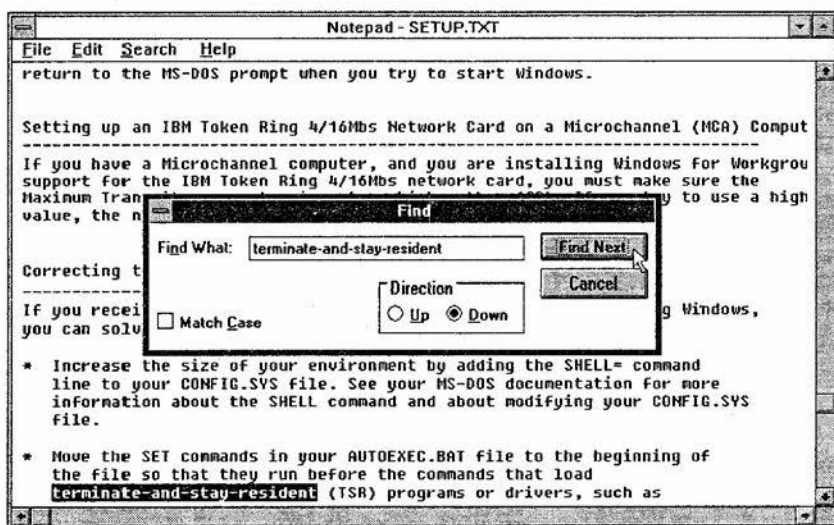 Notepad - SETUP.TXT
File Edit Search Help
return to the MS-DOS prompt when you try to start Windows.
Setting up an IBM Token Ring 4/16Mbs Network Card on a Microchannel (MCA) Comput
If you have a Microchannel computer, and you are installing Windows for Workgrou
support for the IBM Token Ring 4/16Mbs network card, you must make sure the
Maximum Tran y to use a high
value, the n
Find
Find What: terminate-and-stay-resident Find Next
Correcting t
Direction Cancel
If you recei g Windows,
Up Down
you can solv
Match Case
* Increase the size of your environment by adding the SHELL= command
line to your CONFIG.SYS file. See your MS-DOS documentation for more
information about the SHELL command and about modifying your CONFIG.SYS
file.
* Move the SET commands in your AUTOEXEC.BAT file to the beginning of
the file so that they run before the commands that load
terminate-and-stay-resident (TSR) programs or drivers, such as